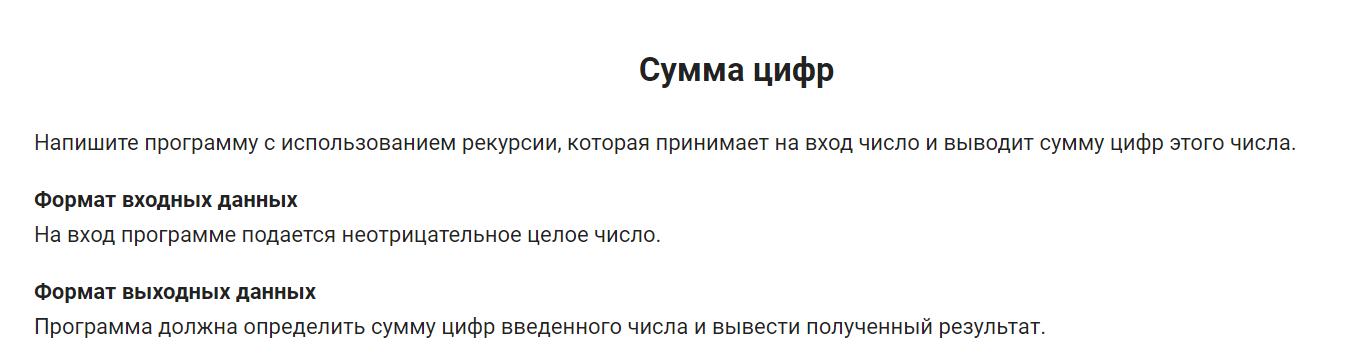 Сумма цифр
Напишите программу с использованием рекурсии, которая принимает на вход число и выводит сумму цифр этого числа.
Формат входных данных
На вход программе подается неотрицательное целое число.
Формат выходных данных
Программа должна определить сумму цифр введенного числа и вывести полученный результат.